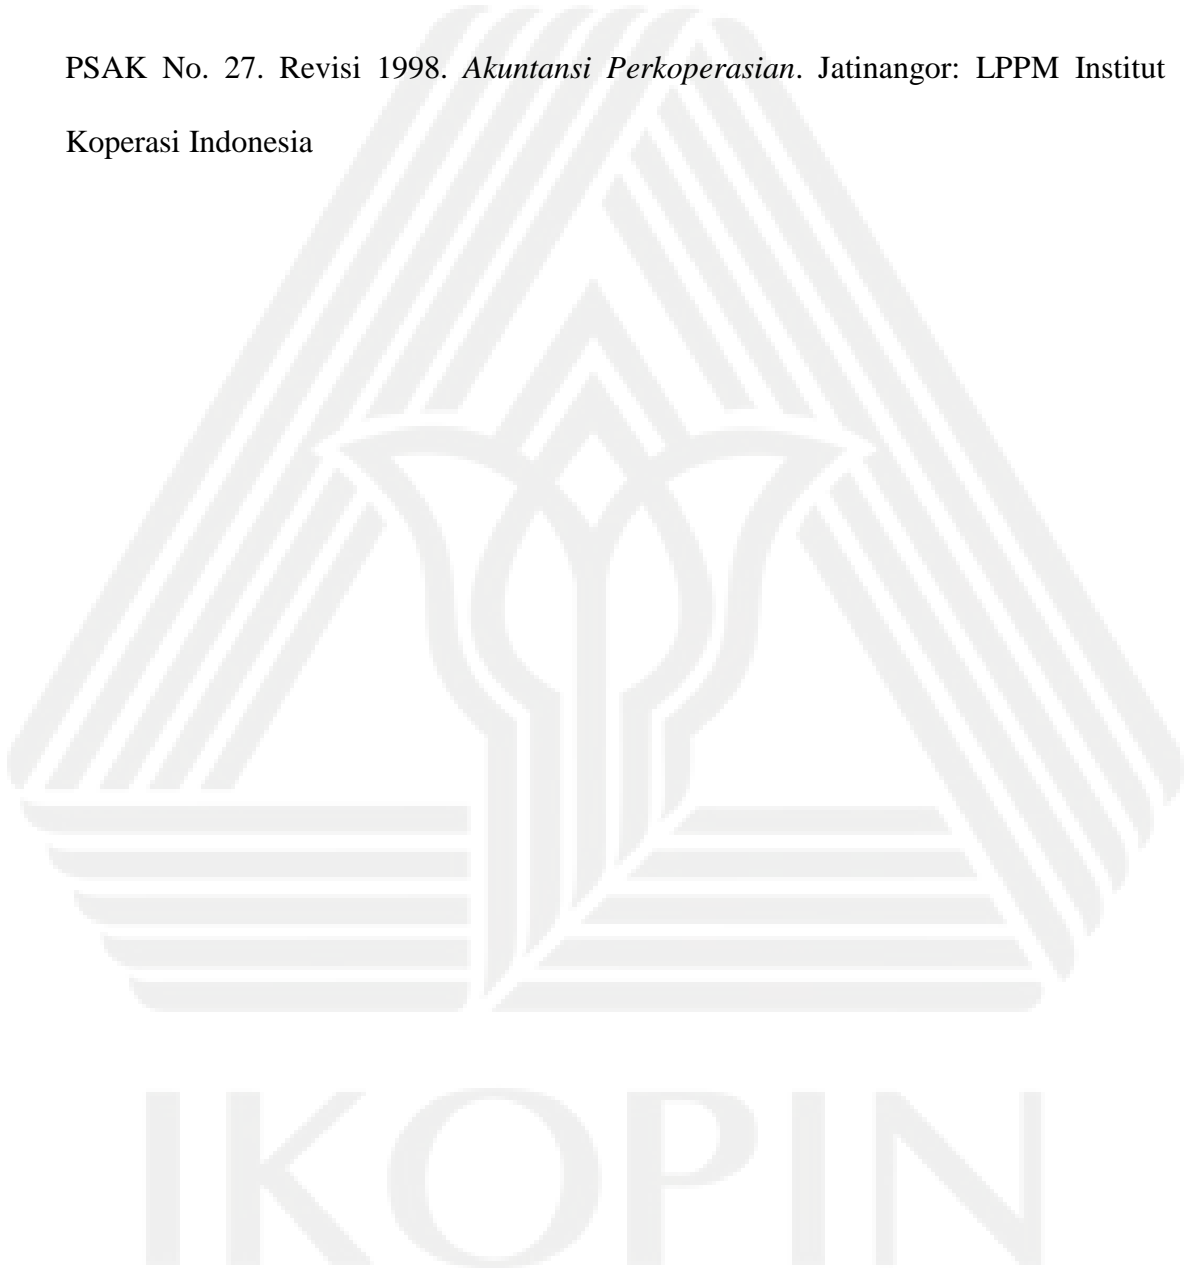 PSAK No. 27. Revisi 1998. Akuntansi Perkoperasian. Jatinangor: LPPM Institut
Koperasi Indonesia
IKOPIN